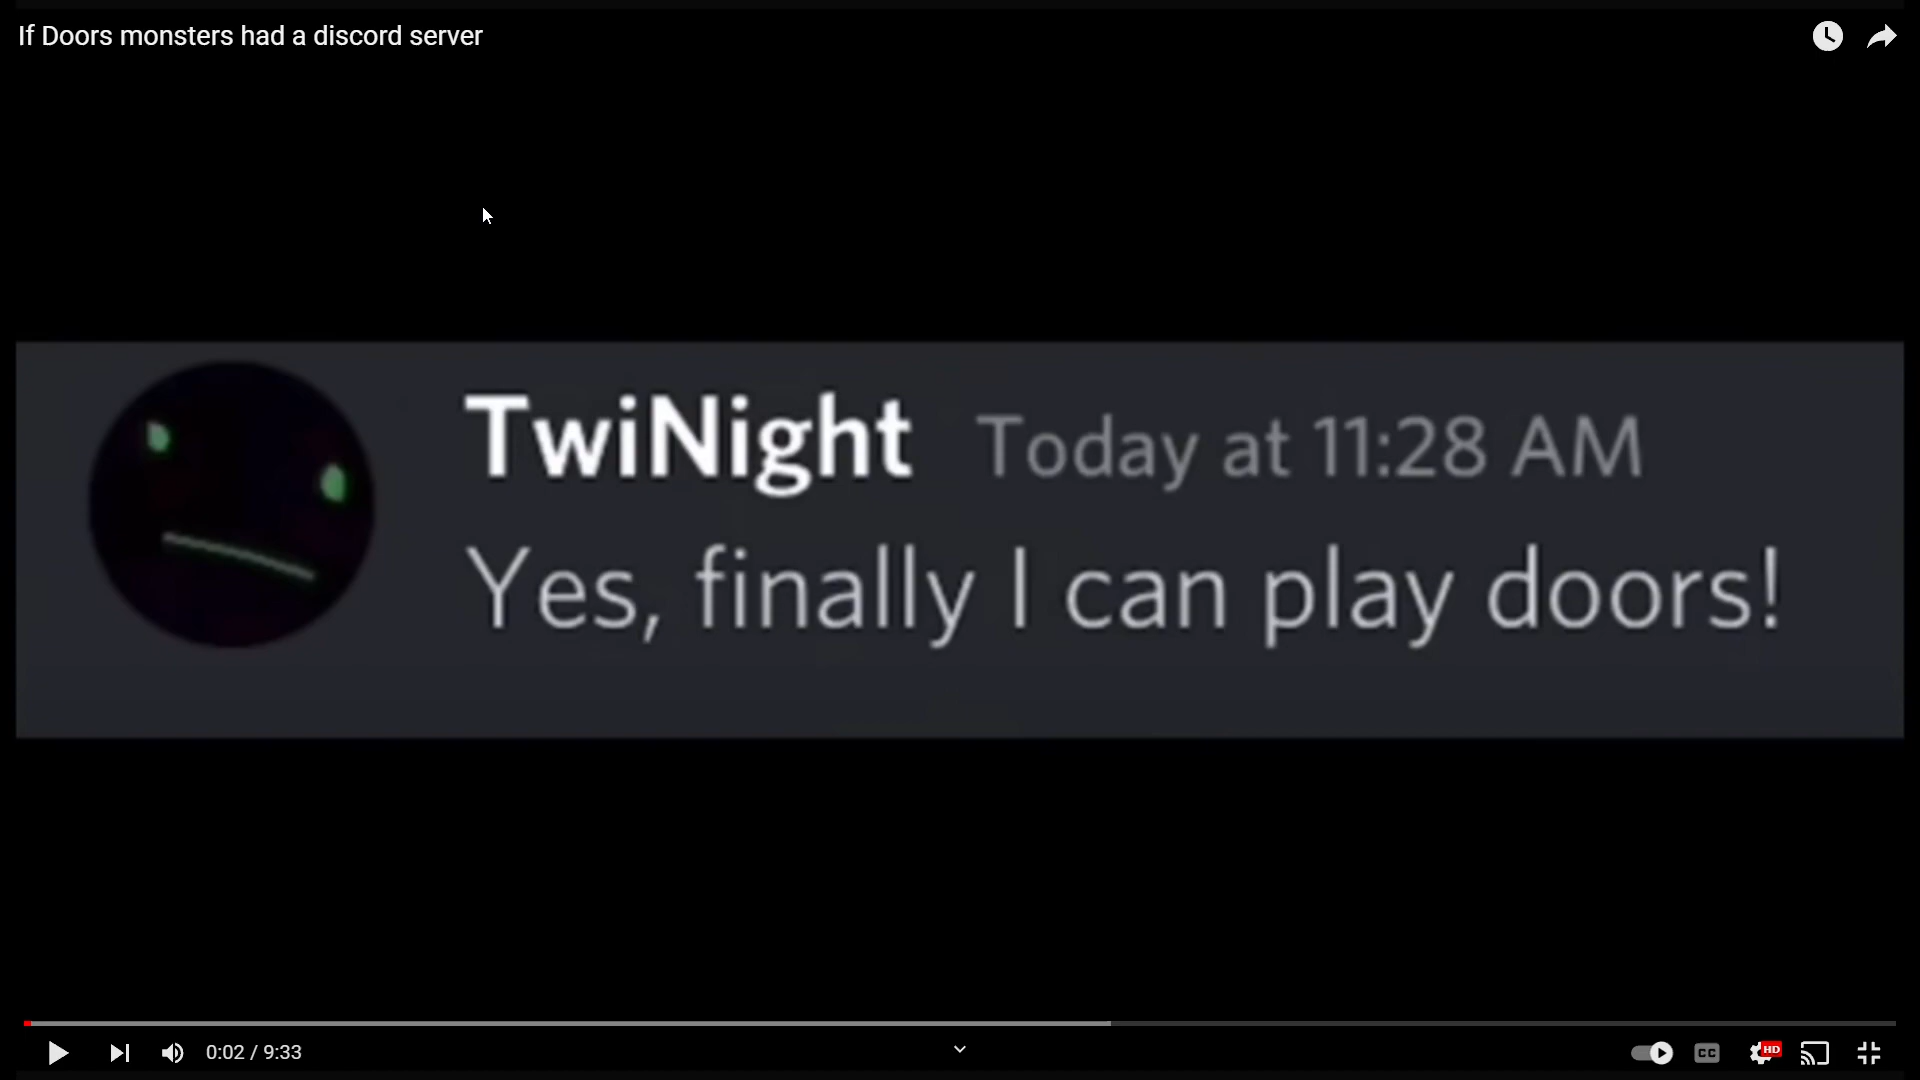 If Doors monsters had a discord server
TwiNight Today at 11:28 AM
Yes, finally I can play doors!
0:02 / 9:33
CC
HD